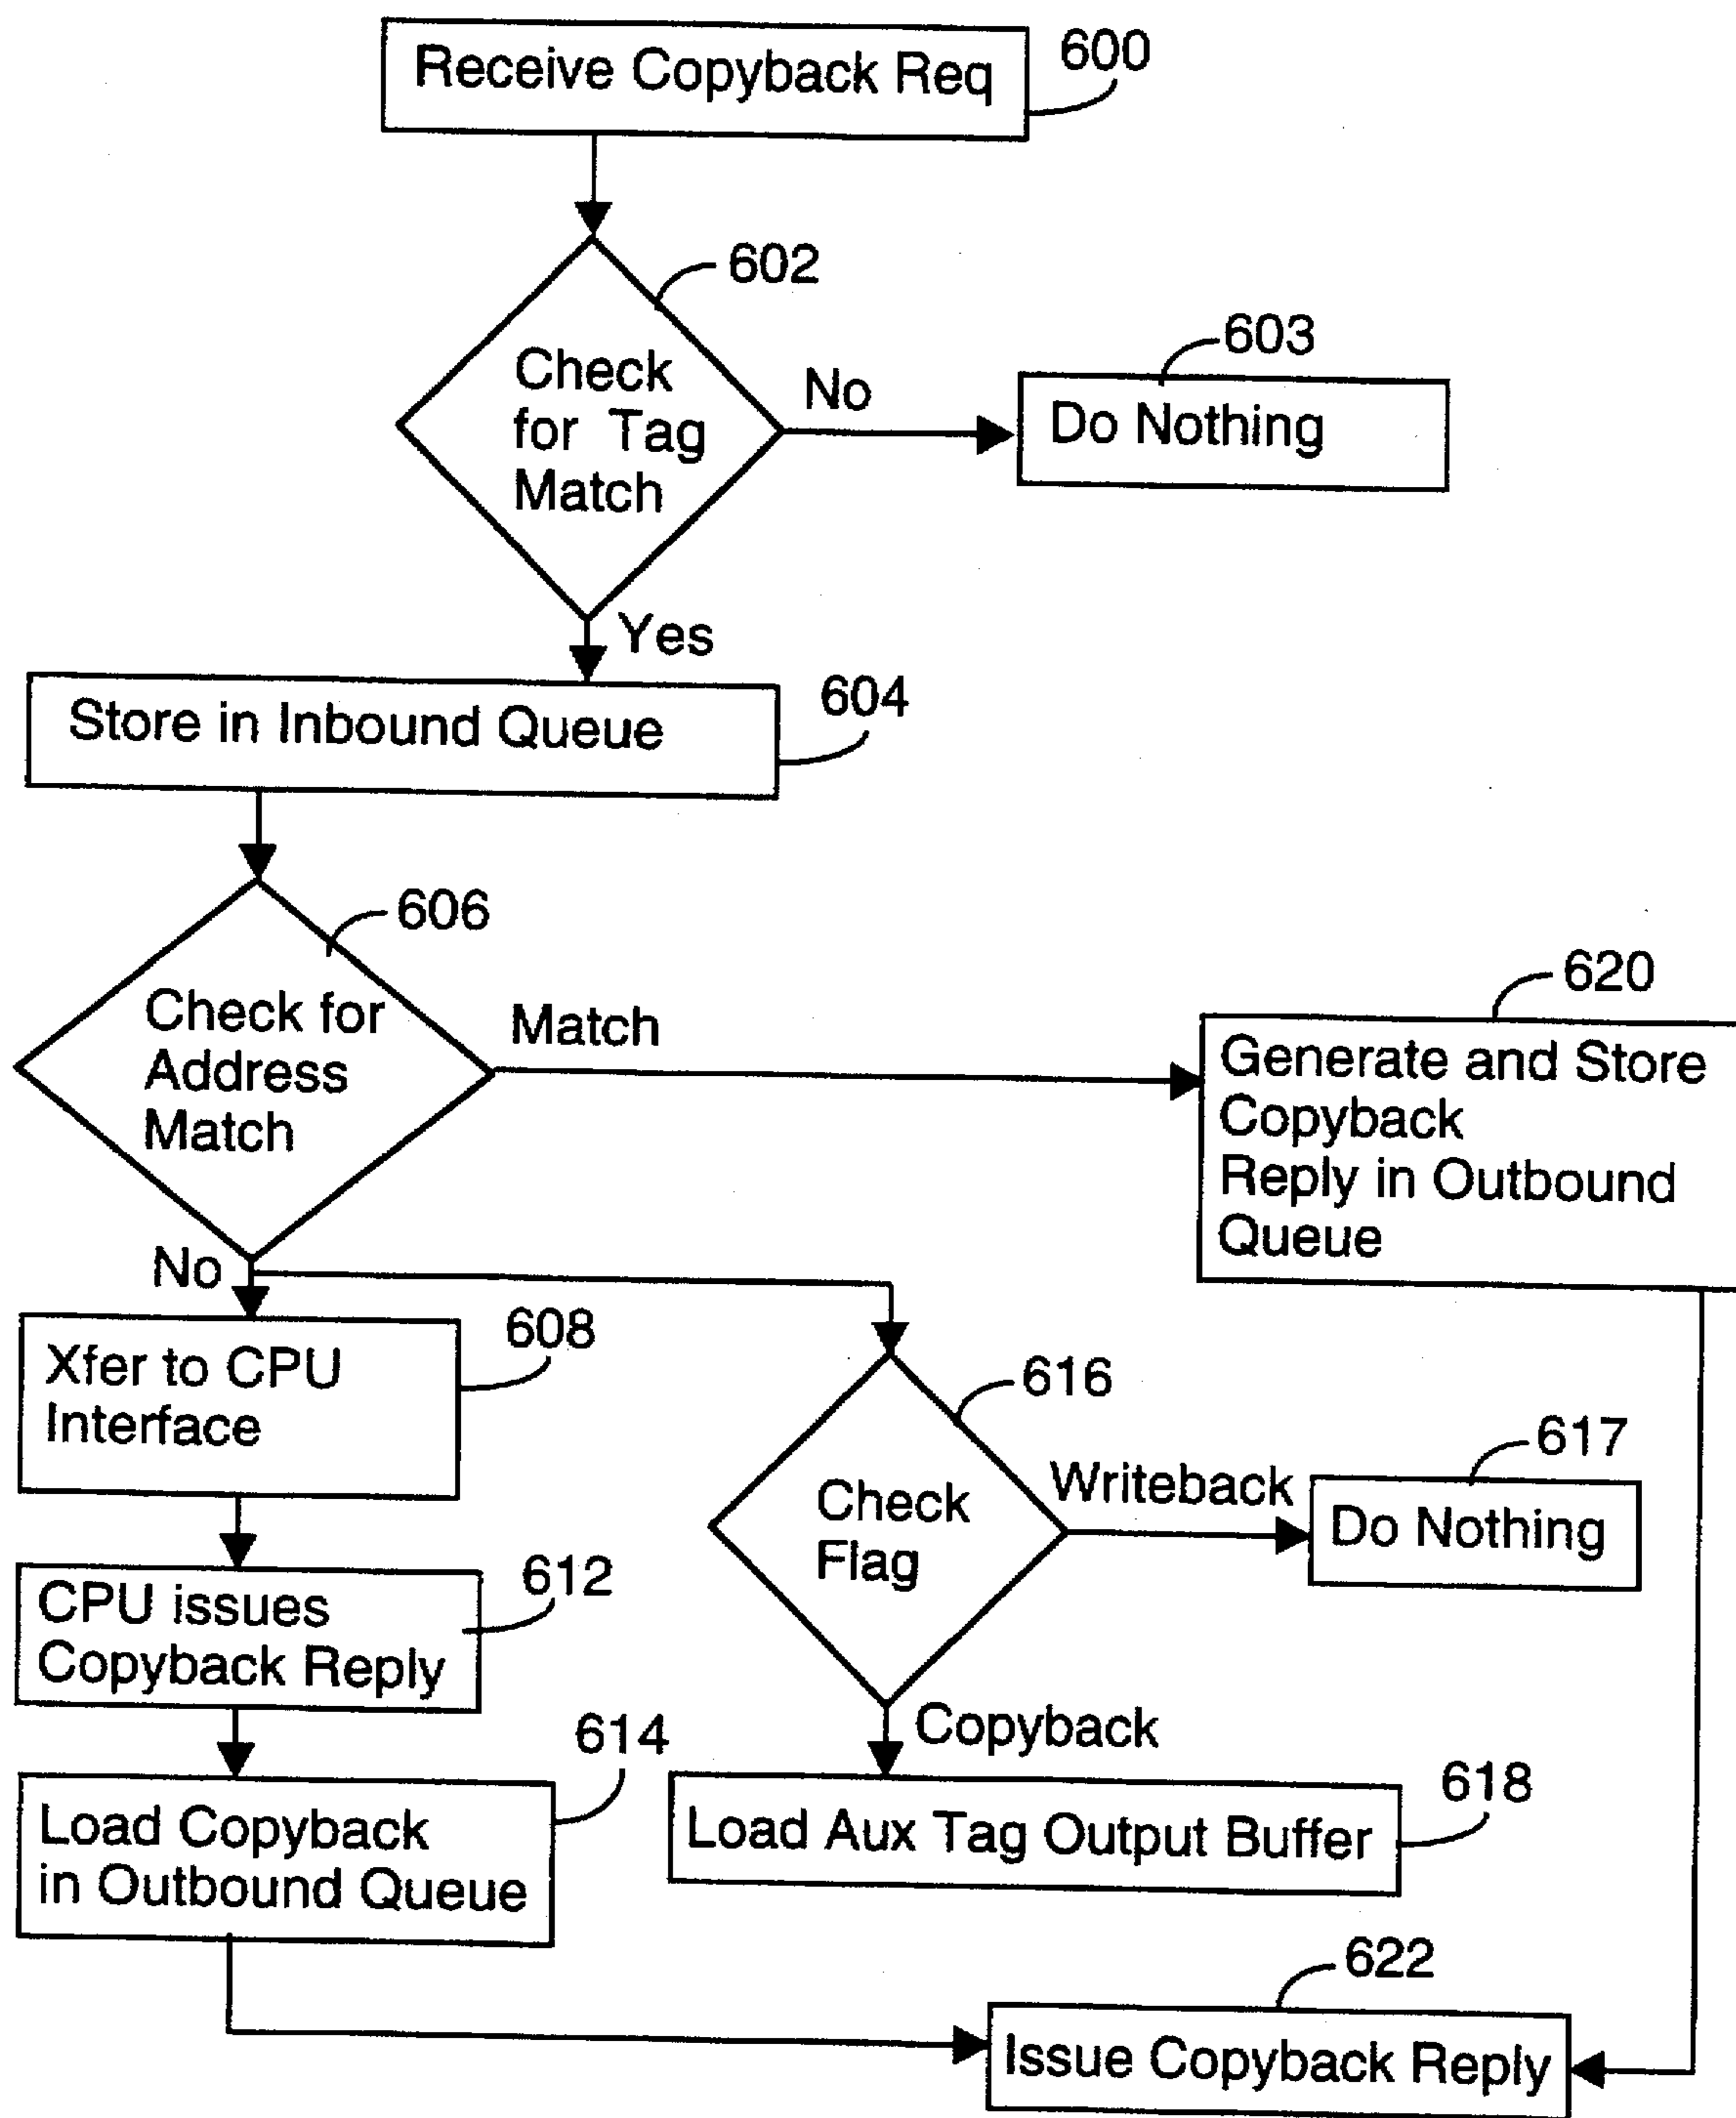 Receive Copyback Req
600
602
Check
for Tag
Match
No
603
Do Nothing
Yes
Store in Inbound Queue
604
606
Check for
Address
Match
Match
620
Generate and Store
Copyback
Reply in Outbound
Queue
No
Xfer to CPU
Interface
608
616
Check
Flag
Writeback
617
Do Nothing
CPU issues
Copyback Reply
612
Copyback
614
Load Copyback
in Outbound Queue
Load Aux Tag Output Buffer
618
622
Issue Copyback Reply